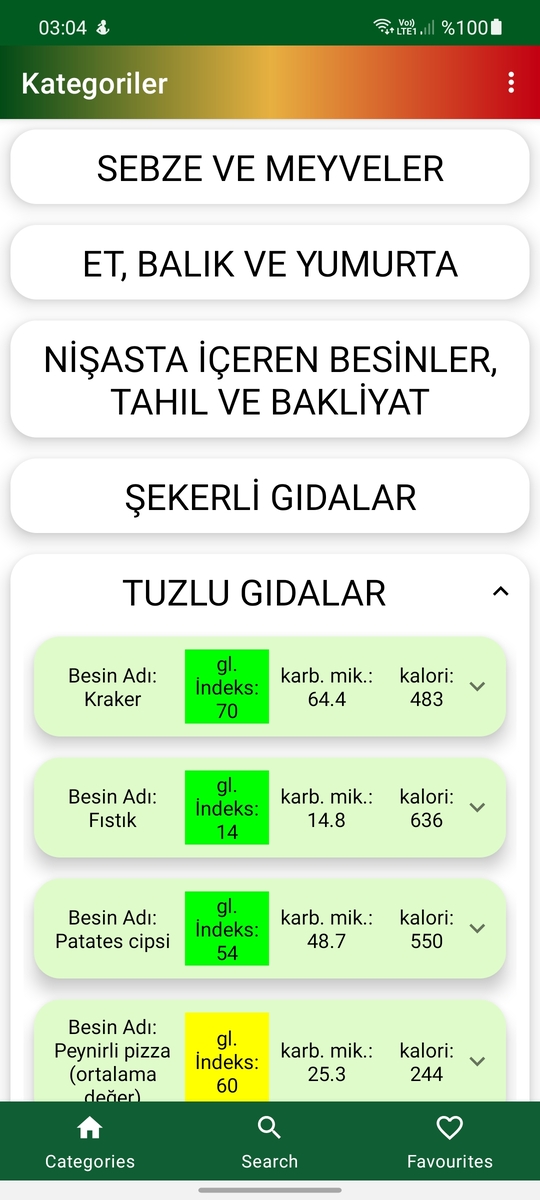 03:04
Vo))
LTE1
%100
Kategoriler
SEBZE VE MEYVELER
ET, BALIK VE YUMURTA
NİŞASTA İÇEREN BESİNLER,
TAHIL VE BAKLİYAT
ŞEKERLİ GIDALAR
TUZLU GIDALAR
Besin Adı:
Kraker
gl.
İndeks:
70
karb. mik.:
64.4
kalori:
483
Besin Adı:
Fıstık
gl.
İndeks:
14
karb. mik.:
14.8
kalori:
636
Besin Adı:
Patates cipsi
gl.
İndeks:
54
karb. mik.:
48.7
kalori:
550
Besin Adı:
Peynirli pizza
(ortalama
değer)
gl.
İndeks:
60
karb. mik.:
25.3
kalori:
244
Categories
Search
Favourites